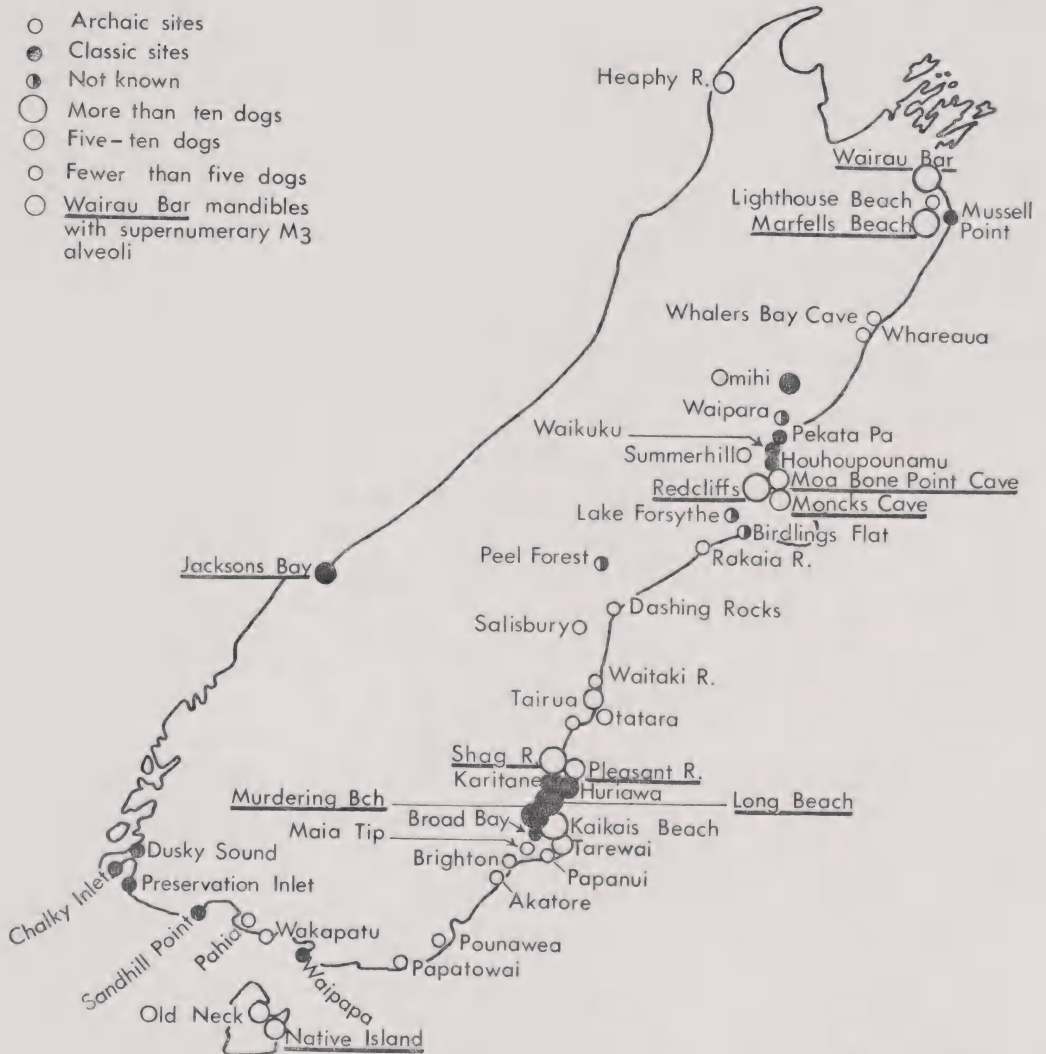 Archaic sites
Classic sites
Not known
More than ten dogs
Five-ten dogs
Fewer than five dogs
Wairau Bar mandibles
with supernumerary M3
alveoli
Heaphy R.
Wairau Bar
Lighthouse Beach
Marfells Beach
Mussell
Point
Whalers Bay Cave
Whareaua
Omihi
Waipara
Waikuku
Pekata Pa
Summerhill
Houhoupounamu
Redcliffs
Moa Bone Point Cave
Moncks Cave
Lake Forsythe
Birdlings Flat
Peel Forest
Rakaia R.
Jacksons Bay
Dashing Rocks
Salisbury
Waitaki R.
Tairua
Otatara
Shag R.
Pleasant R.
Karitane
Huriawa
Murdering Bch
Long Beach
Broad Bay
Kaikais Beach
Maia Tip
Tarewai
Brighton
Papanui
Akatore
Dusky Sound
Chalky Inlet
Preservation Inlet
Sandhill Point
Pahia
Wakapatu
Waipapa
Pounawea
Papatowai
Old Neck
Native Island